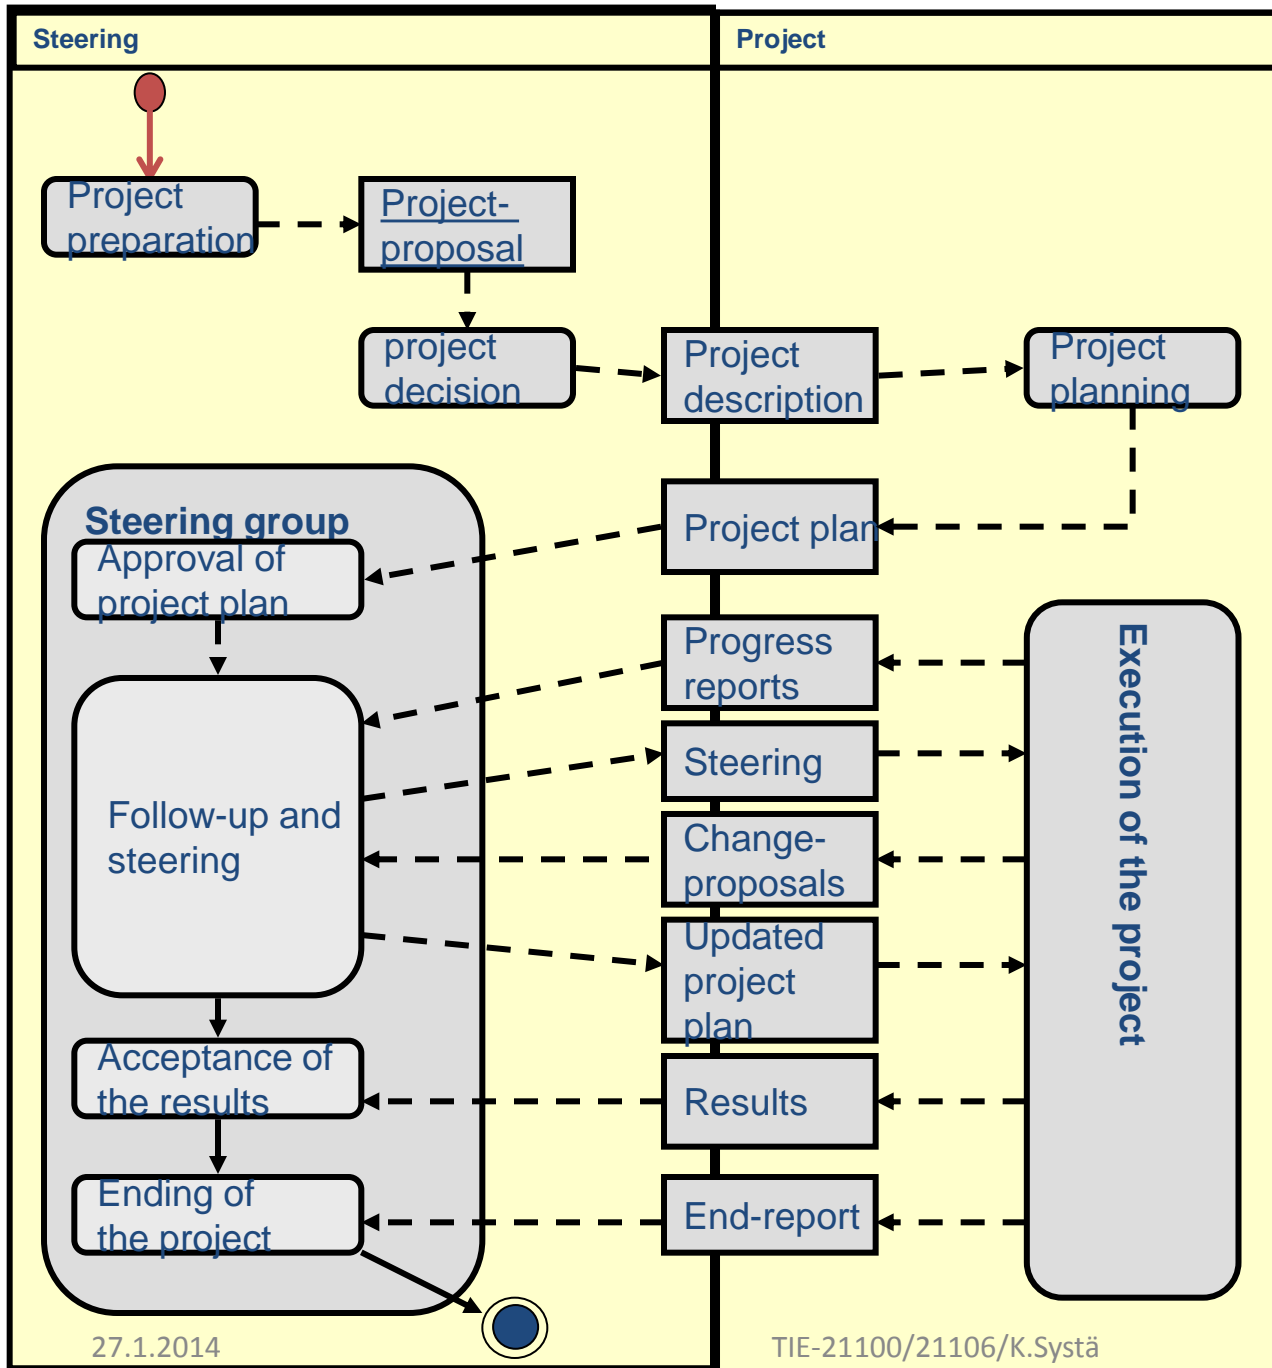 Steering
Project
Project
preparation
Project-
proposal
project
decision
Project
description
Project
planning
Steering group
Approval of
project plan
Project plan
Progress
reports
Steering
Follow-up and
steering
Change-
proposals
Updated
project
plan
Execution of the project
Acceptance of
the results
Results
Ending of
the project
End-report
27.1.2014
TIE-21100/21106/K.Systä